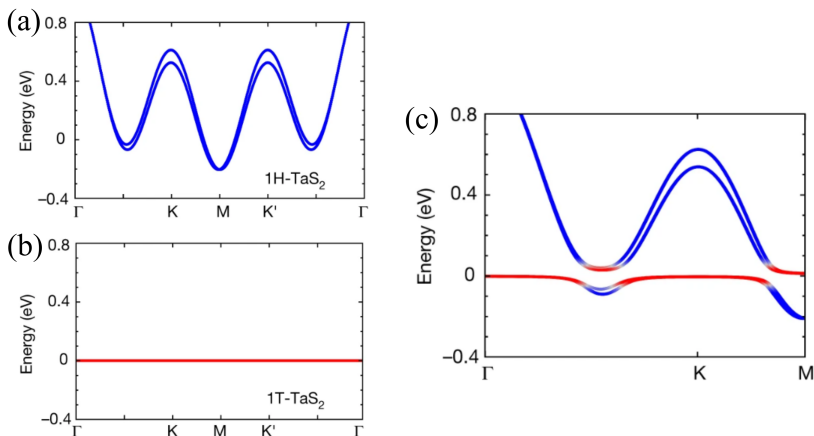 (a)
0.8
0.4
0
−0.4
Energy (eV)
1H-TaS₂
Γ K M K' Γ
(b)
0.8
0.4
0
−0.4
Energy (eV)
1T-TaS₂
Γ K M K' Γ
(c)
0.8
0.4
0
−0.4
Energy (eV)
Γ K M